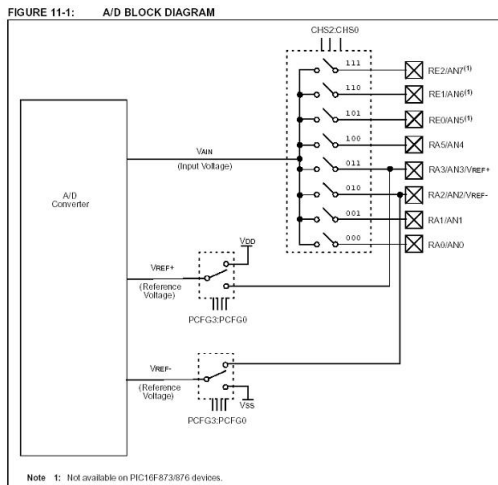 FIGURE 11-1: A/D BLOCK DIAGRAM
CHS2:CHS0
111 RE2/AN7(1)
110 RE1/AN6(1)
101 RE0/AN5(1)
100 RA5/AN4
VAIN
(Input Voltage)
011 RA3/AN3/VREF+
010 RA2/AN2/VREF-
A/D
Converter
001 RA1/AN1
000 RA0/AN0
VDD
VREF+
(Reference
Voltage)
PCFG3:PCFG0
VREF-
(Reference
Voltage)
VSS
PCFG3:PCFG0
Note 1: Not available on PIC16F873/876 devices.